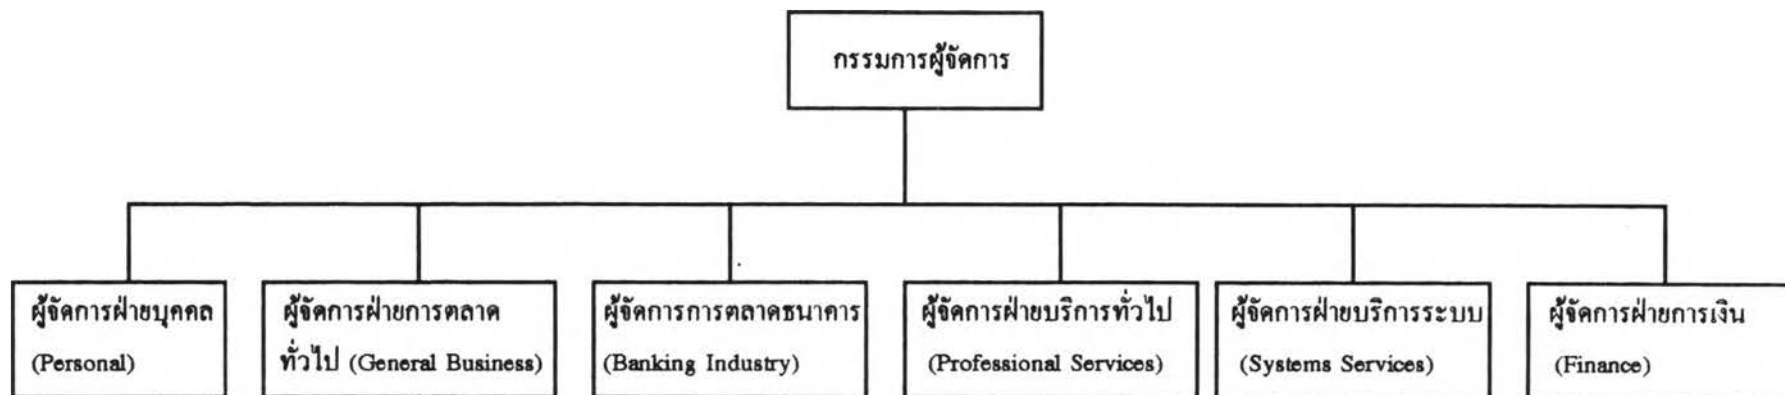 กรรมการผู้จัดการ
ผู้จัดการฝ่ายบุคคล
(Personal)
ผู้จัดการฝ่ายการตลาด
ทั่วไป (General Business)
ผู้จัดการการตลาดธนาคาร
(Banking Industry)
ผู้จัดการฝ่ายบริการทั่วไป
(Professional Services)
ผู้จัดการฝ่ายบริการระบบ
(Systems Services)
ผู้จัดการฝ่ายการเงิน
(Finance)